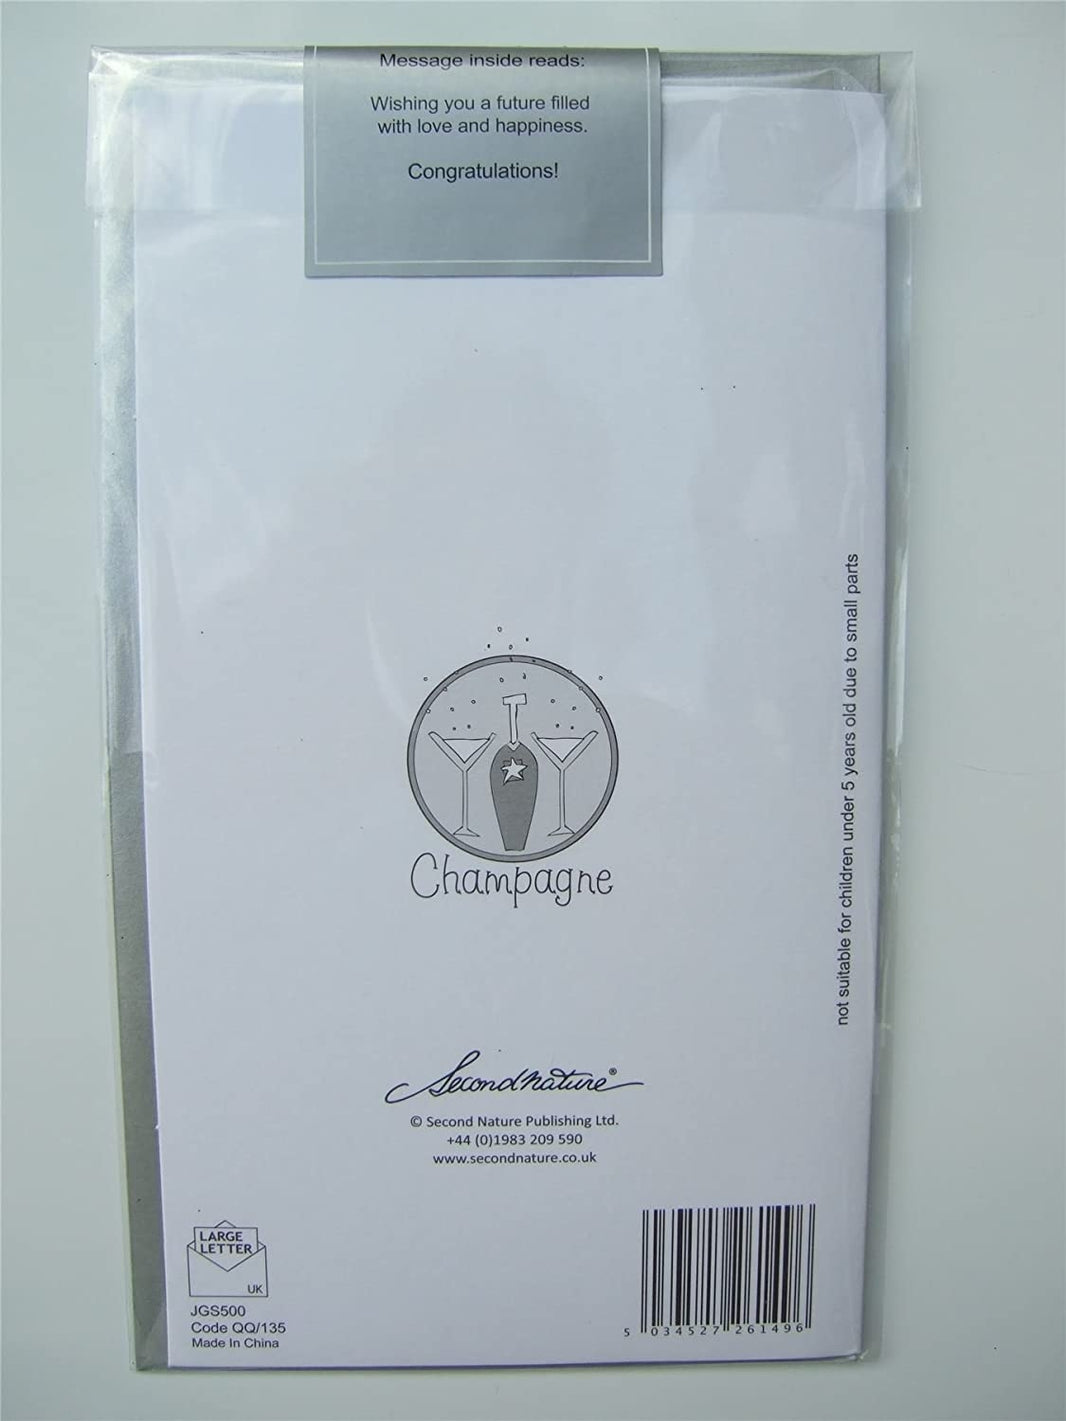 Message inside reads:
Wishing you a future filled
with love and happiness.
Congratulations!
not suitable for children under 5 years old due to small parts
Champagne
Second nature®
© Second Nature Publishing Ltd.
+44 (0)1983 209 590
www.secondnature.co.uk
LARGE
LETTER
UK
JGS500
Code QQ/135
Made In China
5 034527 261496